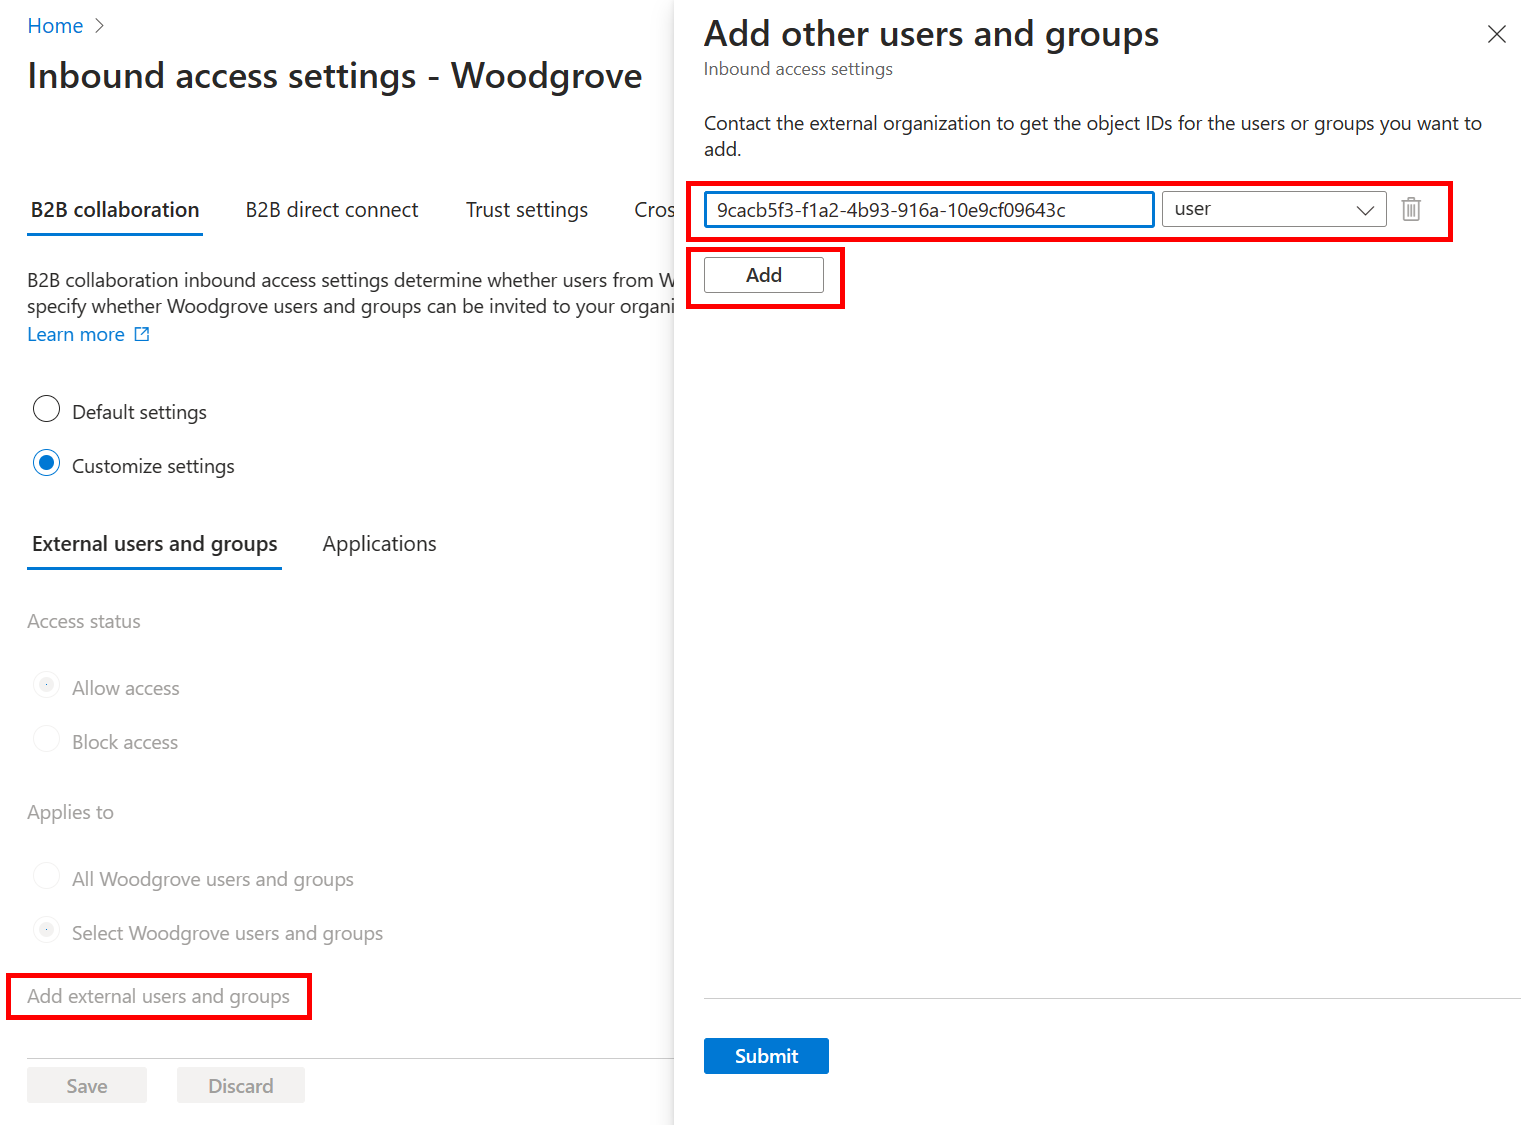 Home
Inbound access settings - Woodgrove
B2B collaboration
B2B direct connect
Trust settings
Cros
B2B collaboration inbound access settings determine whether users from W
specify whether Woodgrove users and groups can be invited to your organi
Learn more
Default settings
Customize settings
External users and groups
Applications
Access status
Allow access
Block access
Applies to
All Woodgrove users and groups
Select Woodgrove users and groups
Add external users and groups
Save
Discard
Add other users and groups
Inbound access settings
Contact the external organization to get the object IDs for the users or groups you want to
add.
9cacb5f3-f1a2-4b93-916a-10e9cf09643c
user
Add
Submit